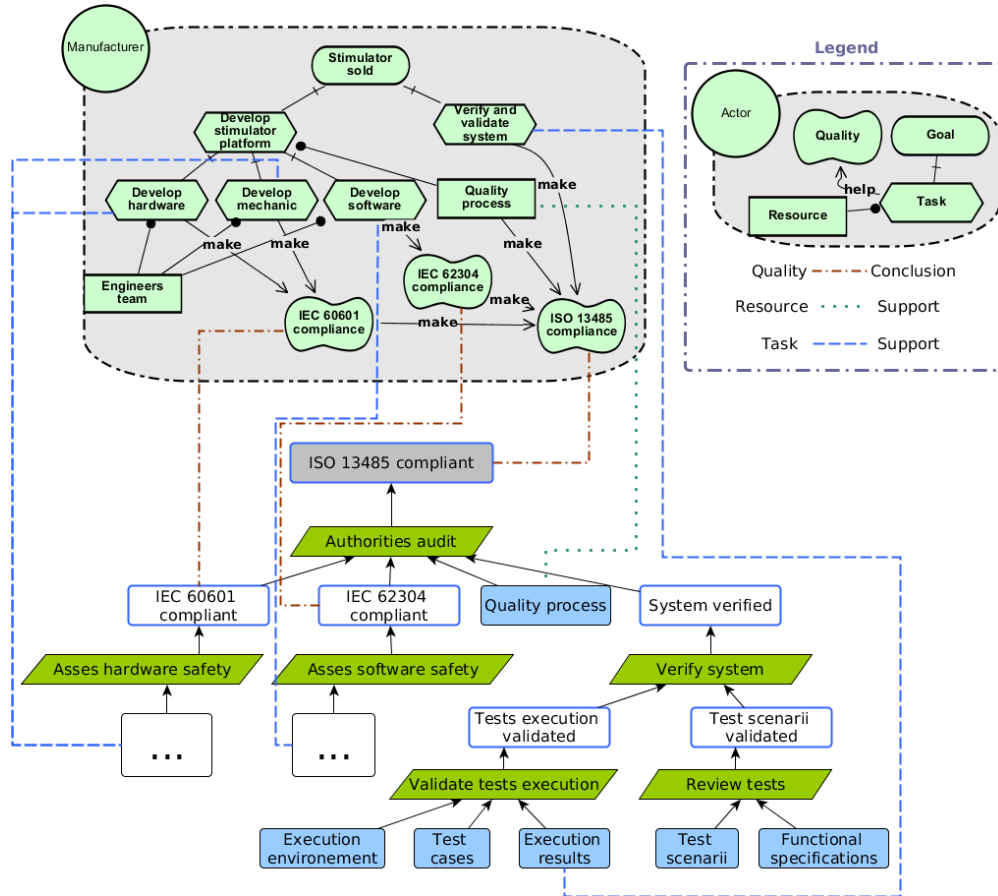 Manufacturer
Stimulator
sold
Develop
stimulator
platform
Verify and
validate
system
Develop
hardware
Develop
mechanic
Develop
software
Quality
process
make
make
make
make
make
Engineers
team
IEC 62304
compliance
make
IEC 60601
compliance
make
ISO 13485
compliance
Legend
Actor
Quality
Goal
help
Resource
Task
Quality
Conclusion
Resource
Support
Task
Support
ISO 13485 compliant
Authorities audit
IEC 60601
compliant
IEC 62304
compliant
Quality process
System verified
Asses hardware safety
Asses software safety
Verify system
...
...
Tests execution
validated
Test scenarii
validated
Validate tests execution
Review tests
Execution
environement
Test
cases
Execution
results
Test
scenarii
Functional
specifications